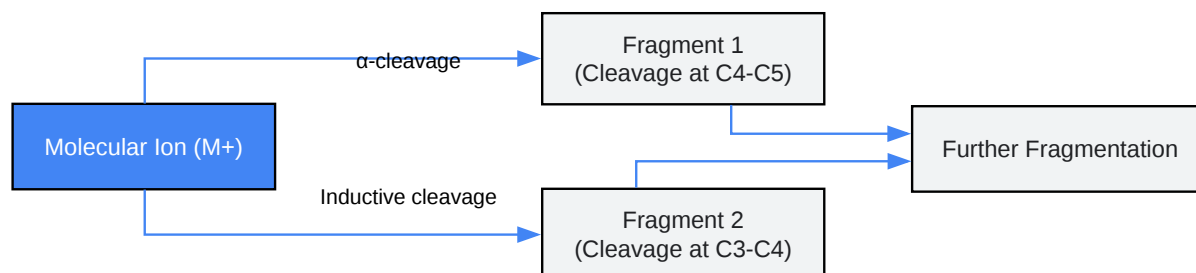 Fragment 1
(Cleavage at C4-C5)
α-cleavage
Molecular Ion (M+)
Further Fragmentation
Inductive cleavage
Fragment 2
(Cleavage at C3-C4)